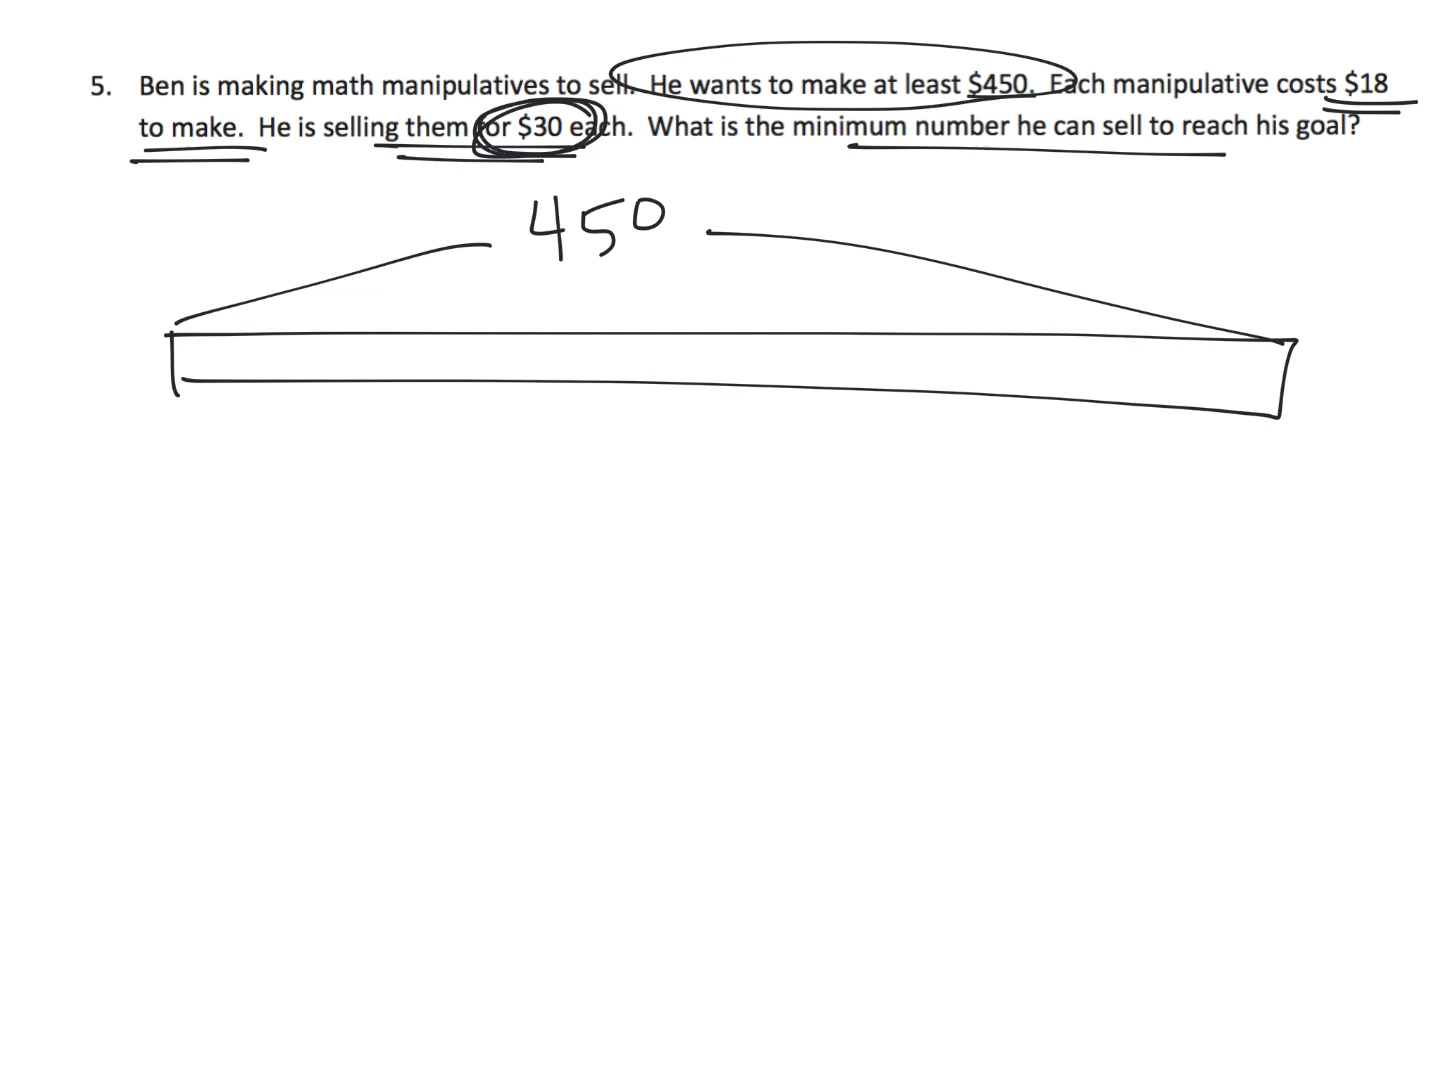 5. Ben is making math manipulatives to sell. He wants to make at least $450. Each manipulative costs $18
to make. He is selling them for $30 each. What is the minimum number he can sell to reach his goal?
450